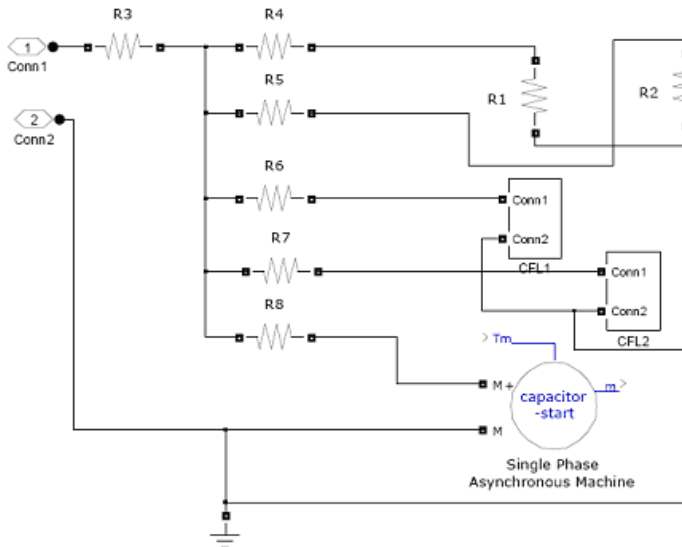 R3
R4
1
Conn1
R5
R1
R2
2
Conn2
R6
Conn1
Conn2
CFL1
R7
Conn1
Conn2
CFL2
R8
Tm
M +
capacitor
-start
m
M
Single Phase
Asynchronous Machine